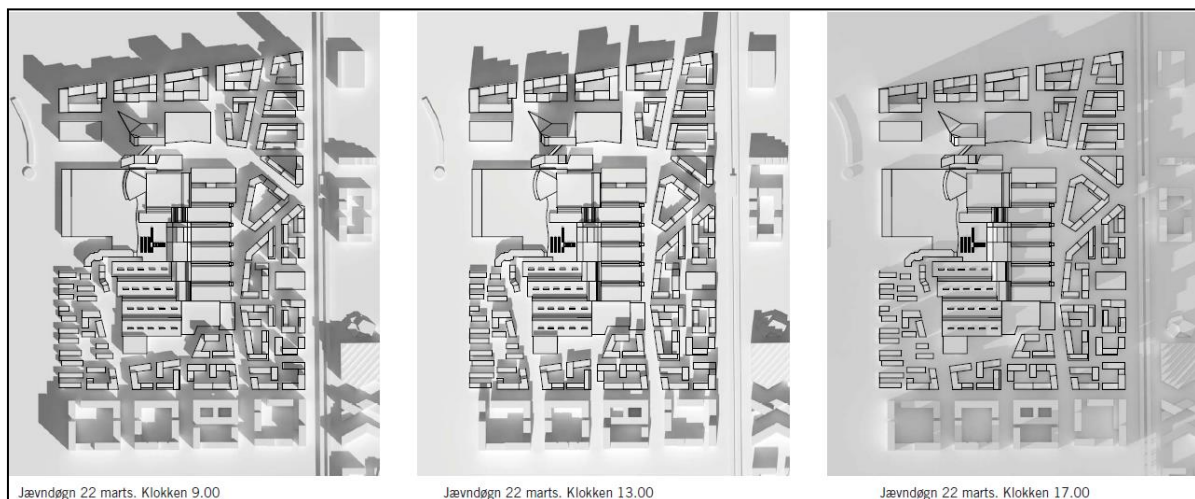 Jævndøgn 22 marts. Klokken 9.00
Jævndøgn 22 marts. Klokken 13.00
Jævndøgn 22 marts. Klokken 17.00